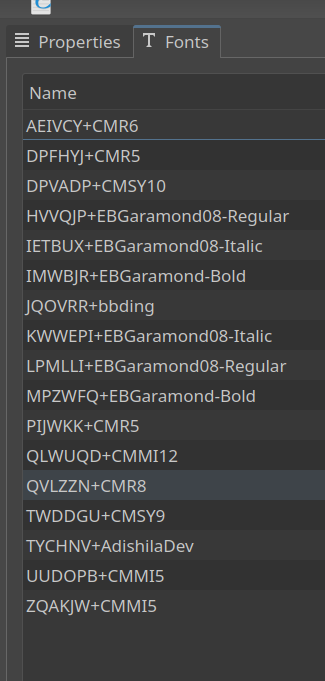 Properties
Fonts
Name
AEIVCY+CMR6
DPFHYJ+CMR5
DPVADP+CMSY10
HVVQJP+EBGaramond08-Regular
IETBUX+EBGaramond08-Italic
IMWBJR+EBGaramond-Bold
JQOVRR+bbding
KWWEPI+EBGaramond08-Italic
LPMLLI+EBGaramond08-Regular
MPZWFQ+EBGaramond-Bold
PIJWKK+CMR5
QLWUQD+CMMI12
QVLZZN+CMR8
TWDDGU+CMSY9
TYCHNV+AdishilaDev
UUDOPB+CMMI5
ZQAKJW+CMMI5